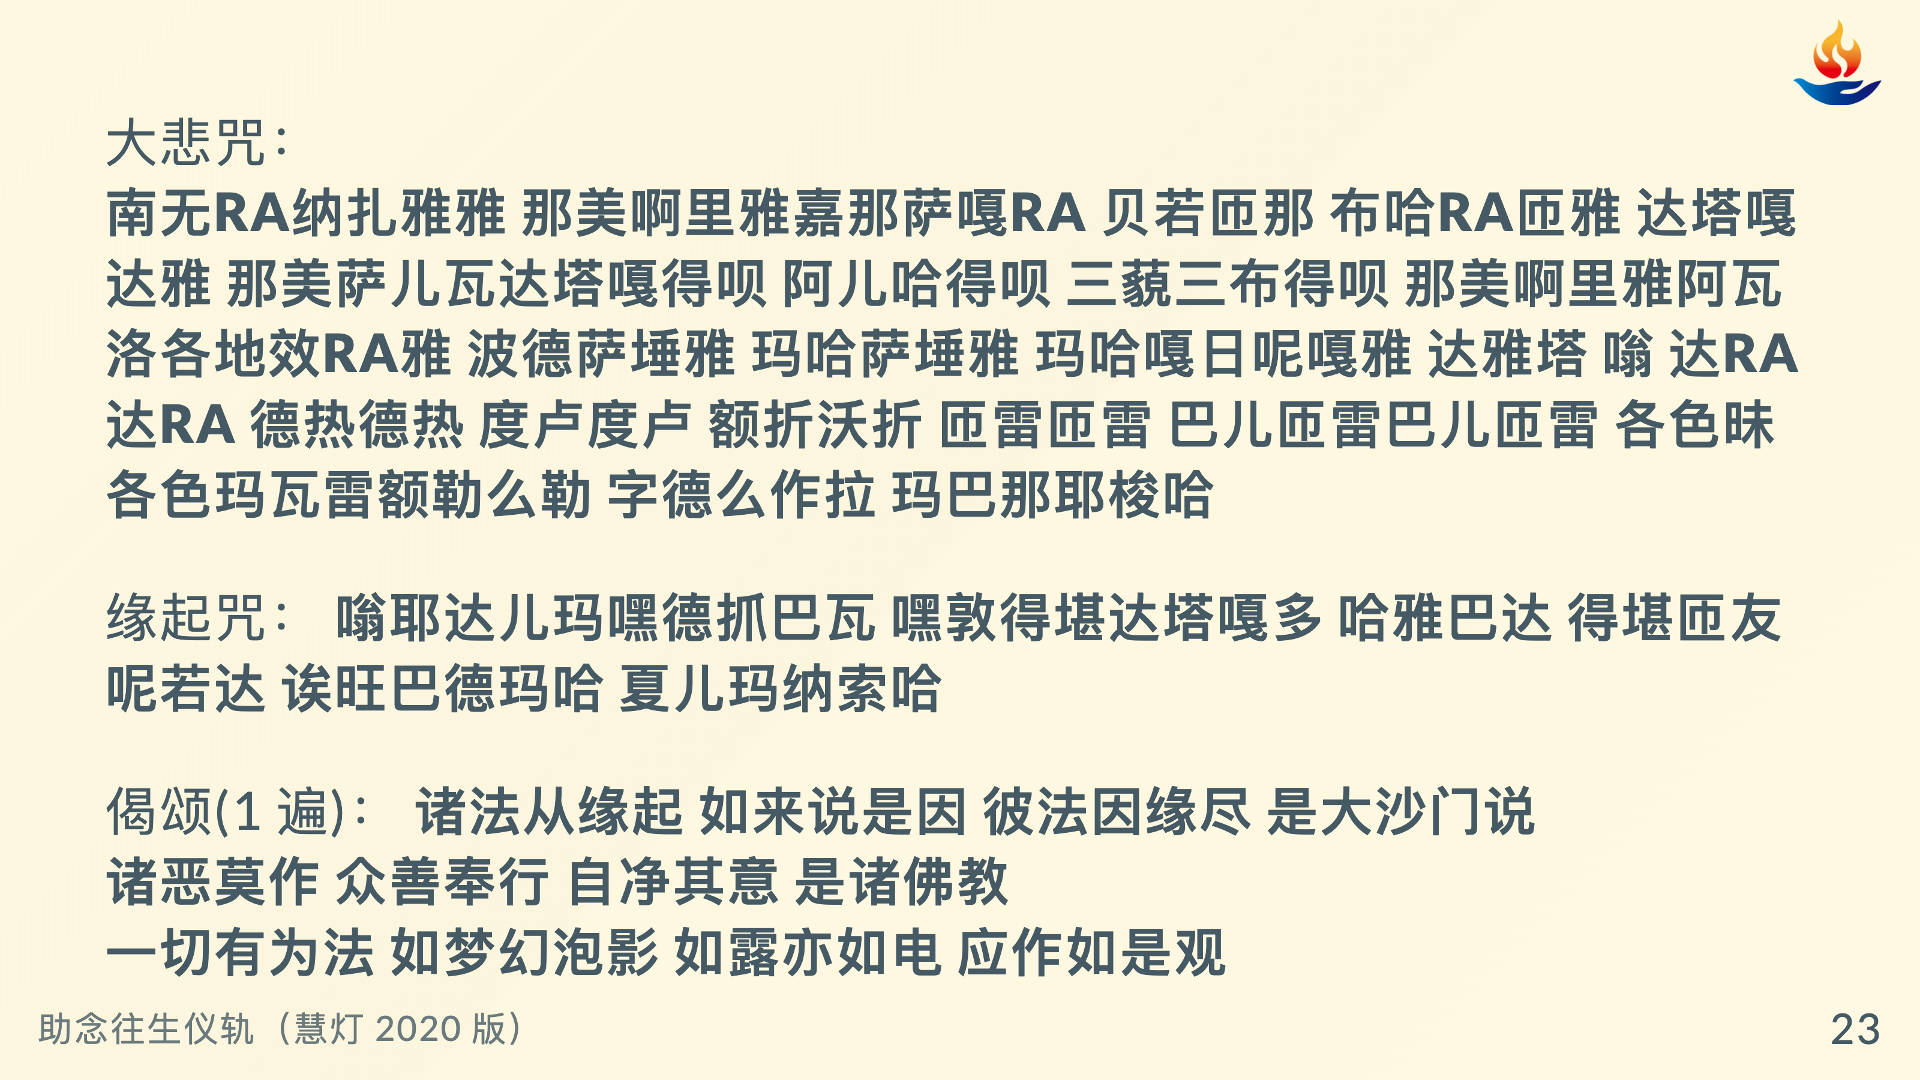 大悲咒：
南无RA纳扎雅雅 那美啊里雅嘉那萨嘎RA 贝若匝那 布哈RA匝雅 达塔嘎
达雅 那美萨儿瓦达塔嘎得呗 阿儿哈得呗 三藐三布得呗 那美啊里雅阿瓦
洛各地效RA雅 波德萨埵雅 玛哈萨埵雅 玛哈嘎日呢嘎雅 达雅塔 嗡 达RA
达RA 德热德热 度卢度卢 额折沃折 匝雷匝雷 巴儿匝雷巴儿匝雷 各色昧
各色玛瓦雷额勒么勒 字德么作拉 玛巴那耶梭哈
缘起咒： 嗡耶达儿玛嘿德抓巴瓦 嘿敦得堪达塔嘎多 哈雅巴达 得堪匝友
呢若达 诶旺巴德玛哈 夏儿玛纳索哈
偈颂(1 遍)： 诸法从缘起 如来说是因 彼法因缘尽 是大沙门说
诸恶莫作 众善奉行 自净其意 是诸佛教
一切有为法 如梦幻泡影 如露亦如电 应作如是观
助念往生仪轨（慧灯 2020 版）
23